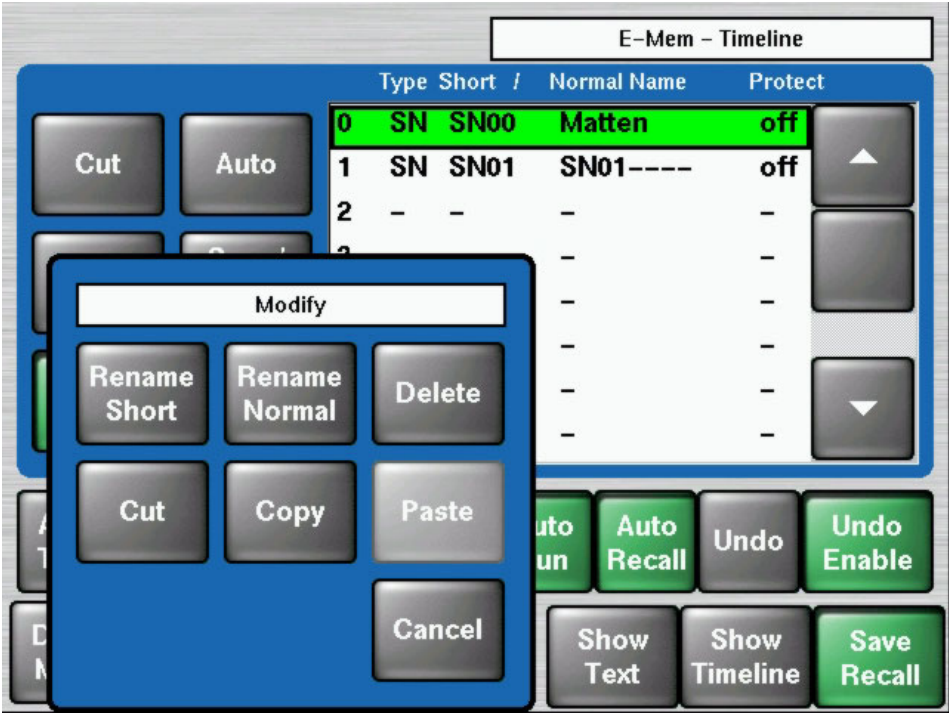 E-Mem - Timeline
Type Short / Normal Name Protect
0 SN SN00 Matten off
1 SN SN01 SN01---- off
2 - - - -
- -
- -
- -
- -
- -
Cut
Auto
Modify
Rename
Short
Rename
Normal
Delete
Cut
Copy
Paste
Cancel
Auto
Recall
Undo
Undo
Enable
Show
Text
Show
Timeline
Save
Recall